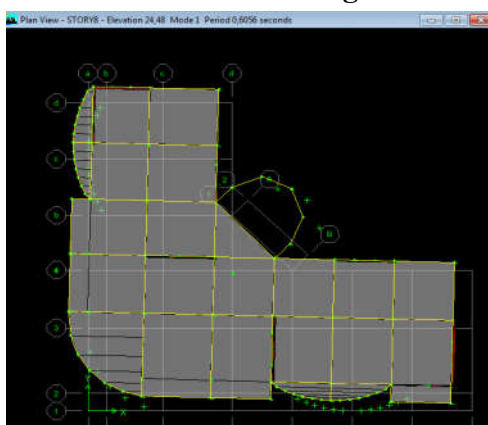 Plan View - STORY8 - Elevation 24,48 Mode 1 Period 0,6056 seconds
a b c d
d
c
b
4
3
2
1
X